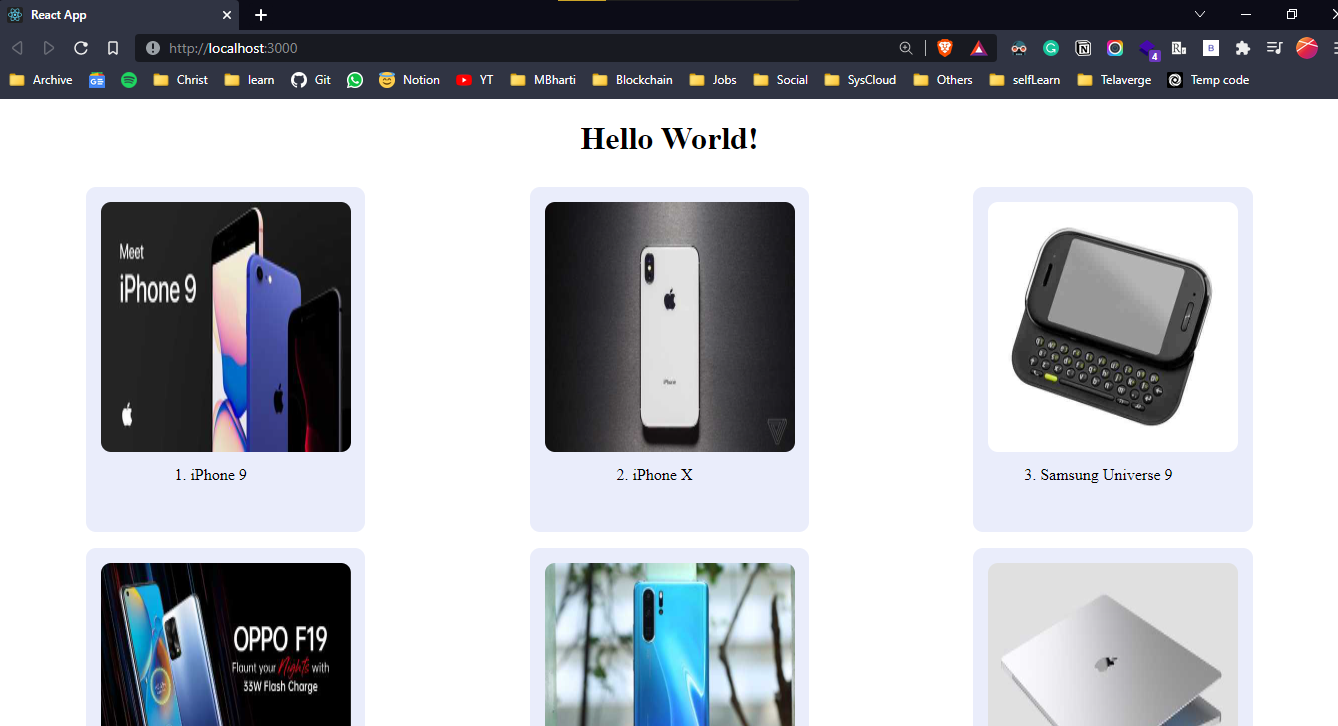 React App
http://localhost:3000
4
Archive Christ learn Git Notion YT MBharti Blockchain Jobs Social SysCloud Others selfLearn Telaverge Temp code
Hello World!
Meet
iPhone 9
iPhone
1. iPhone 9
2. iPhone X
3. Samsung Universe 9
OPPO F19
Flaunt your Nights with
33W Flash Charge